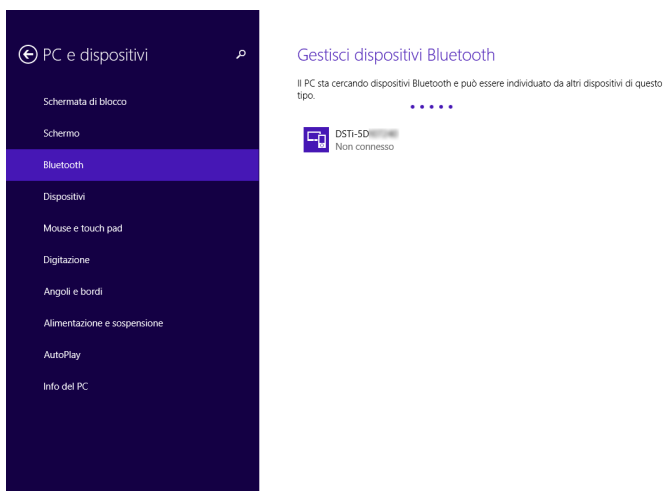 PC e dispositivi
Schermata di blocco
Schermo
Bluetooth
Dispositivi
Mouse e touch pad
Digitazione
Angoli e bordi
Alimentazione e sospensione
AutoPlay
Info del PC
Gestisci dispositivi Bluetooth
Il PC sta cercando dispositivi Bluetooth e può essere individuato da altri dispositivi di questo
tipo.
DSTi-5D
Non connesso